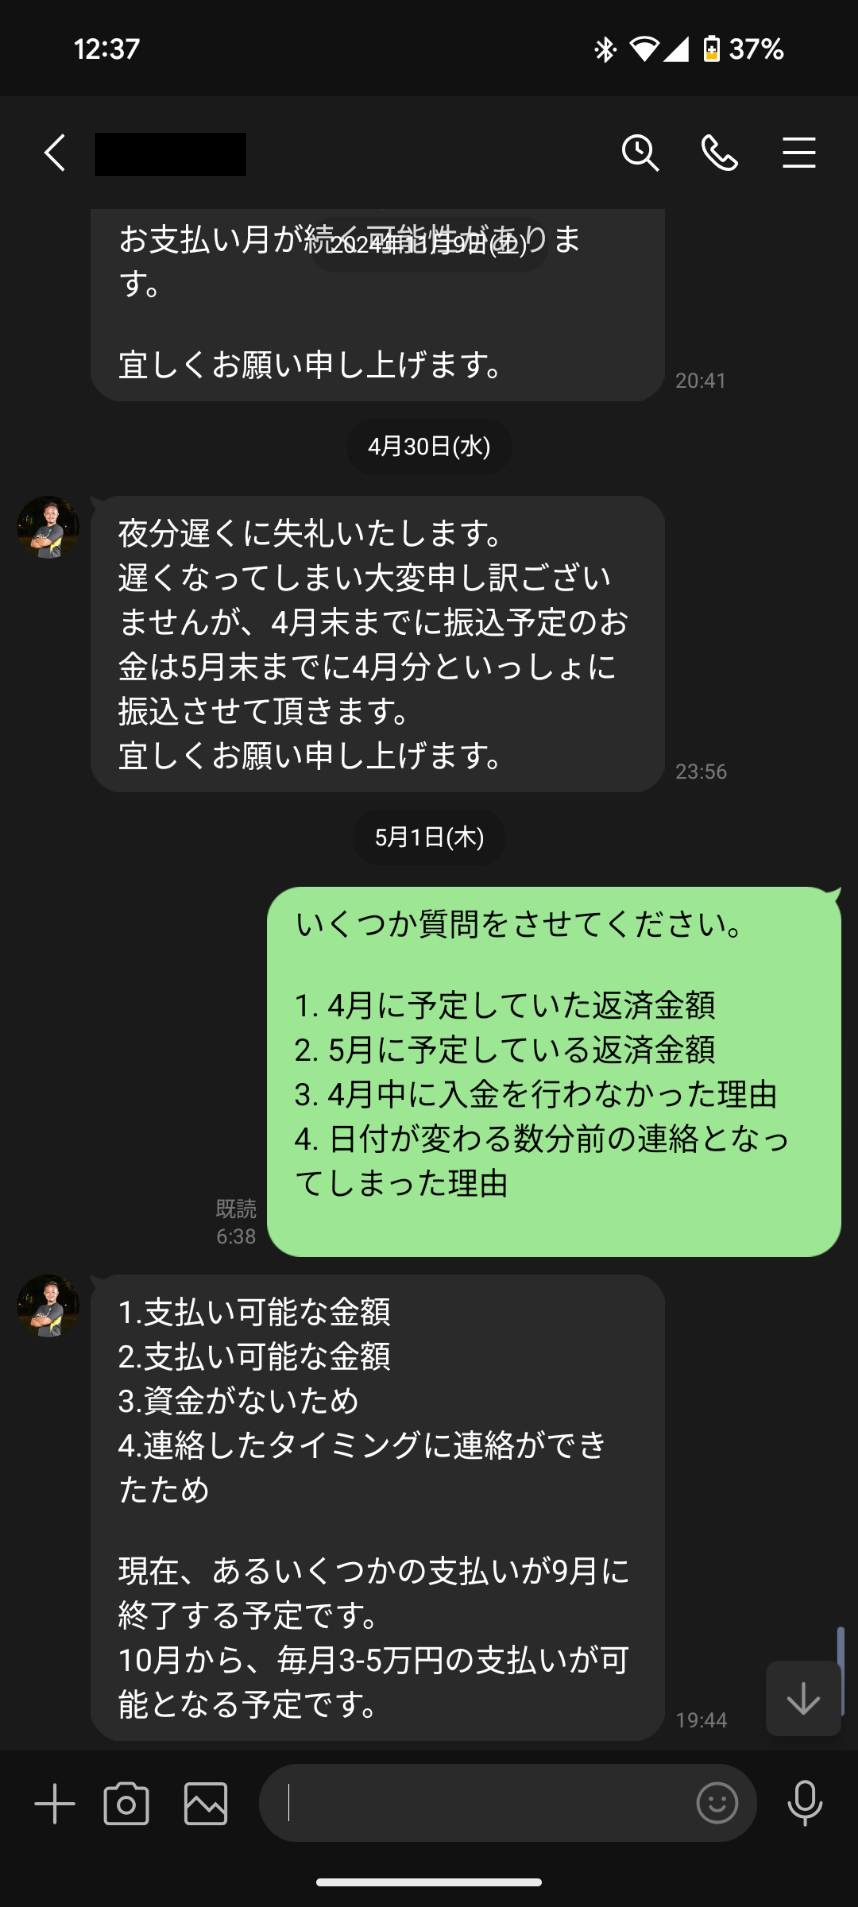 12:37
37%
お支払い月が続く可能性がありま
す。
2024年11月9日(土)
宜しくお願い申し上げます。
20:41
4月30日(水)
夜分遅くに失礼いたします。
遅くなってしまい大変申し訳ござい
ませんが、4月末までに振込予定のお
金は5月末までに4月分といっしょに
振込させて頂きます。
宜しくお願い申し上げます。
23:56
5月1日(木)
いくつか質問をさせてください。
1. 4月に予定していた返済金額
2. 5月に予定している返済金額
3. 4月中に入金を行わなかった理由
4. 日付が変わる数分前の連絡となっ
てしまった理由
既読
6:38
1.支払い可能な金額
2.支払い可能な金額
3.資金がないため
4.連絡したタイミングに連絡ができ
たため
現在、あるいくつかの支払いが9月に
終了する予定です。
10月から、毎月3-5万円の支払いが可
能となる予定です。
19:44